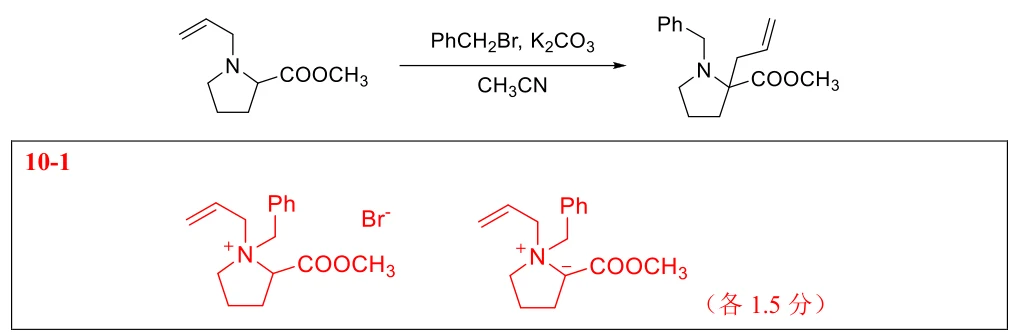 Ph
N
COOCH3
PhCH2Br, K2CO3
CH3CN
N
COOCH3
10-1
Ph
Br-
+
N
COOCH3
Ph
+
N
−
COOCH3
（各 1.5 分）